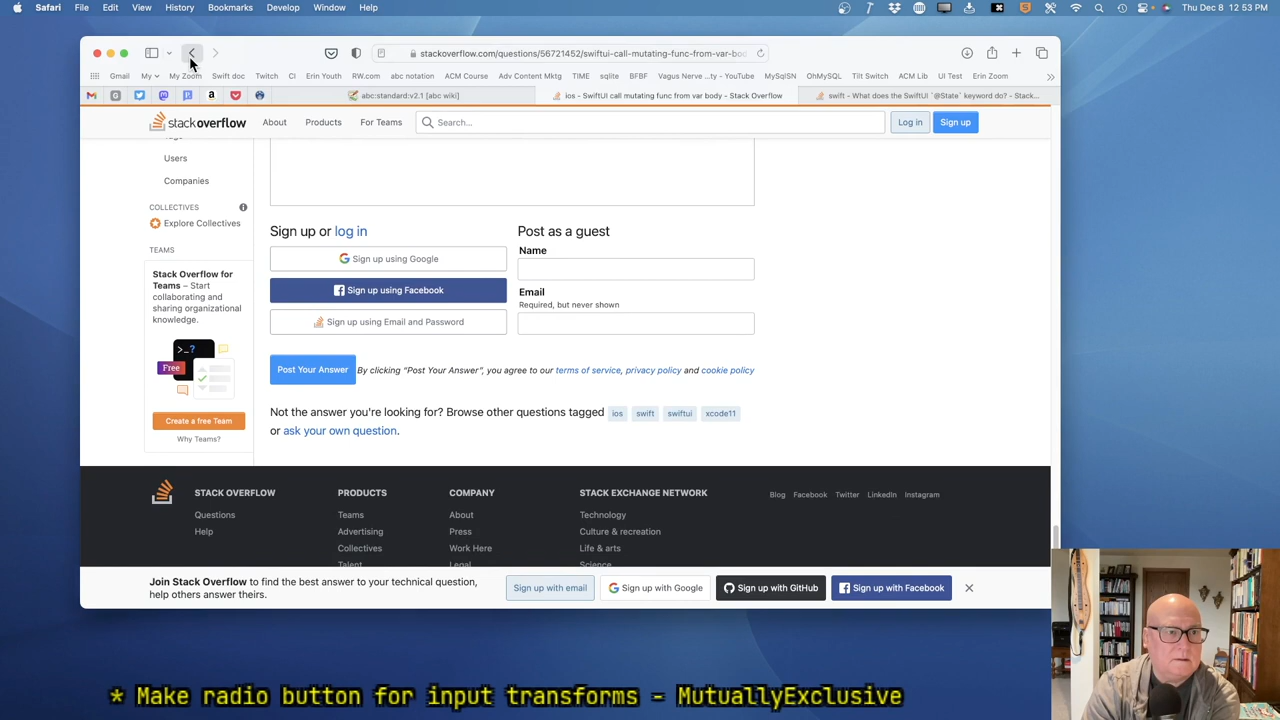 Safari File Edit View History Bookmarks Develop Window Help Thu Dec 8 12:53 PM
stackoverflow.com/questions/56721452/swiftui-call-mutating-func-from-var-bod
Gmail My My Zoom Swift doc Twitch CI Erin Youth RW.com abc notation ACM Course Adv Content Mktg TIME sqlite BFBF Vagus Nerve ...ty - YouTube MySqlSN OhMySQL Tilt Switch ACM Lib UI Test Erin Zoom
abc:standard:v2.1 [abc wiki] ios - SwiftUI call mutating func from var body - Stack Overflow swift - What does the SwiftUI `@State` keyword do? - Stack...
stackoverflow About Products For Teams Search... Log in Sign up
Users
Companies
COLLECTIVES
Explore Collectives
TEAMS
Stack Overflow for
Teams – Start
collaborating and
sharing organizational
knowledge.
>_?
Free
Create a free Team
Why Teams?
Sign up or log in
Sign up using Google
Sign up using Facebook
Sign up using Email and Password
Post as a guest
Name
Email
Required, but never shown
Post Your Answer By clicking “Post Your Answer”, you agree to our terms of service, privacy policy and cookie policy
Not the answer you're looking for? Browse other questions tagged ios swift swiftui xcode11
or ask your own question.
STACK OVERFLOW
Questions
Help
PRODUCTS
Teams
Advertising
Collectives
Talent
COMPANY
About
Press
Work Here
Legal
STACK EXCHANGE NETWORK
Technology
Culture & recreation
Life & arts
Science
Blog Facebook Twitter LinkedIn Instagram
Join Stack Overflow to find the best answer to your technical question,
help others answer theirs.
Sign up with email Sign up with Google Sign up with GitHub Sign up with Facebook
* Make radio button for input transforms - MutuallyExclusive